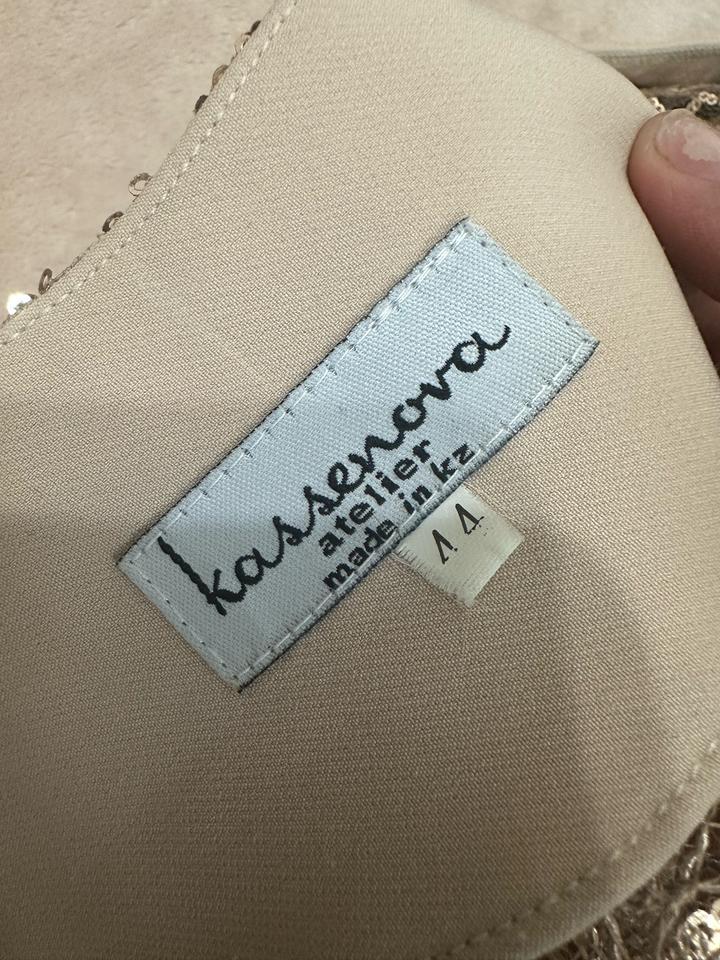 kassenova
atelier
made in kz
44